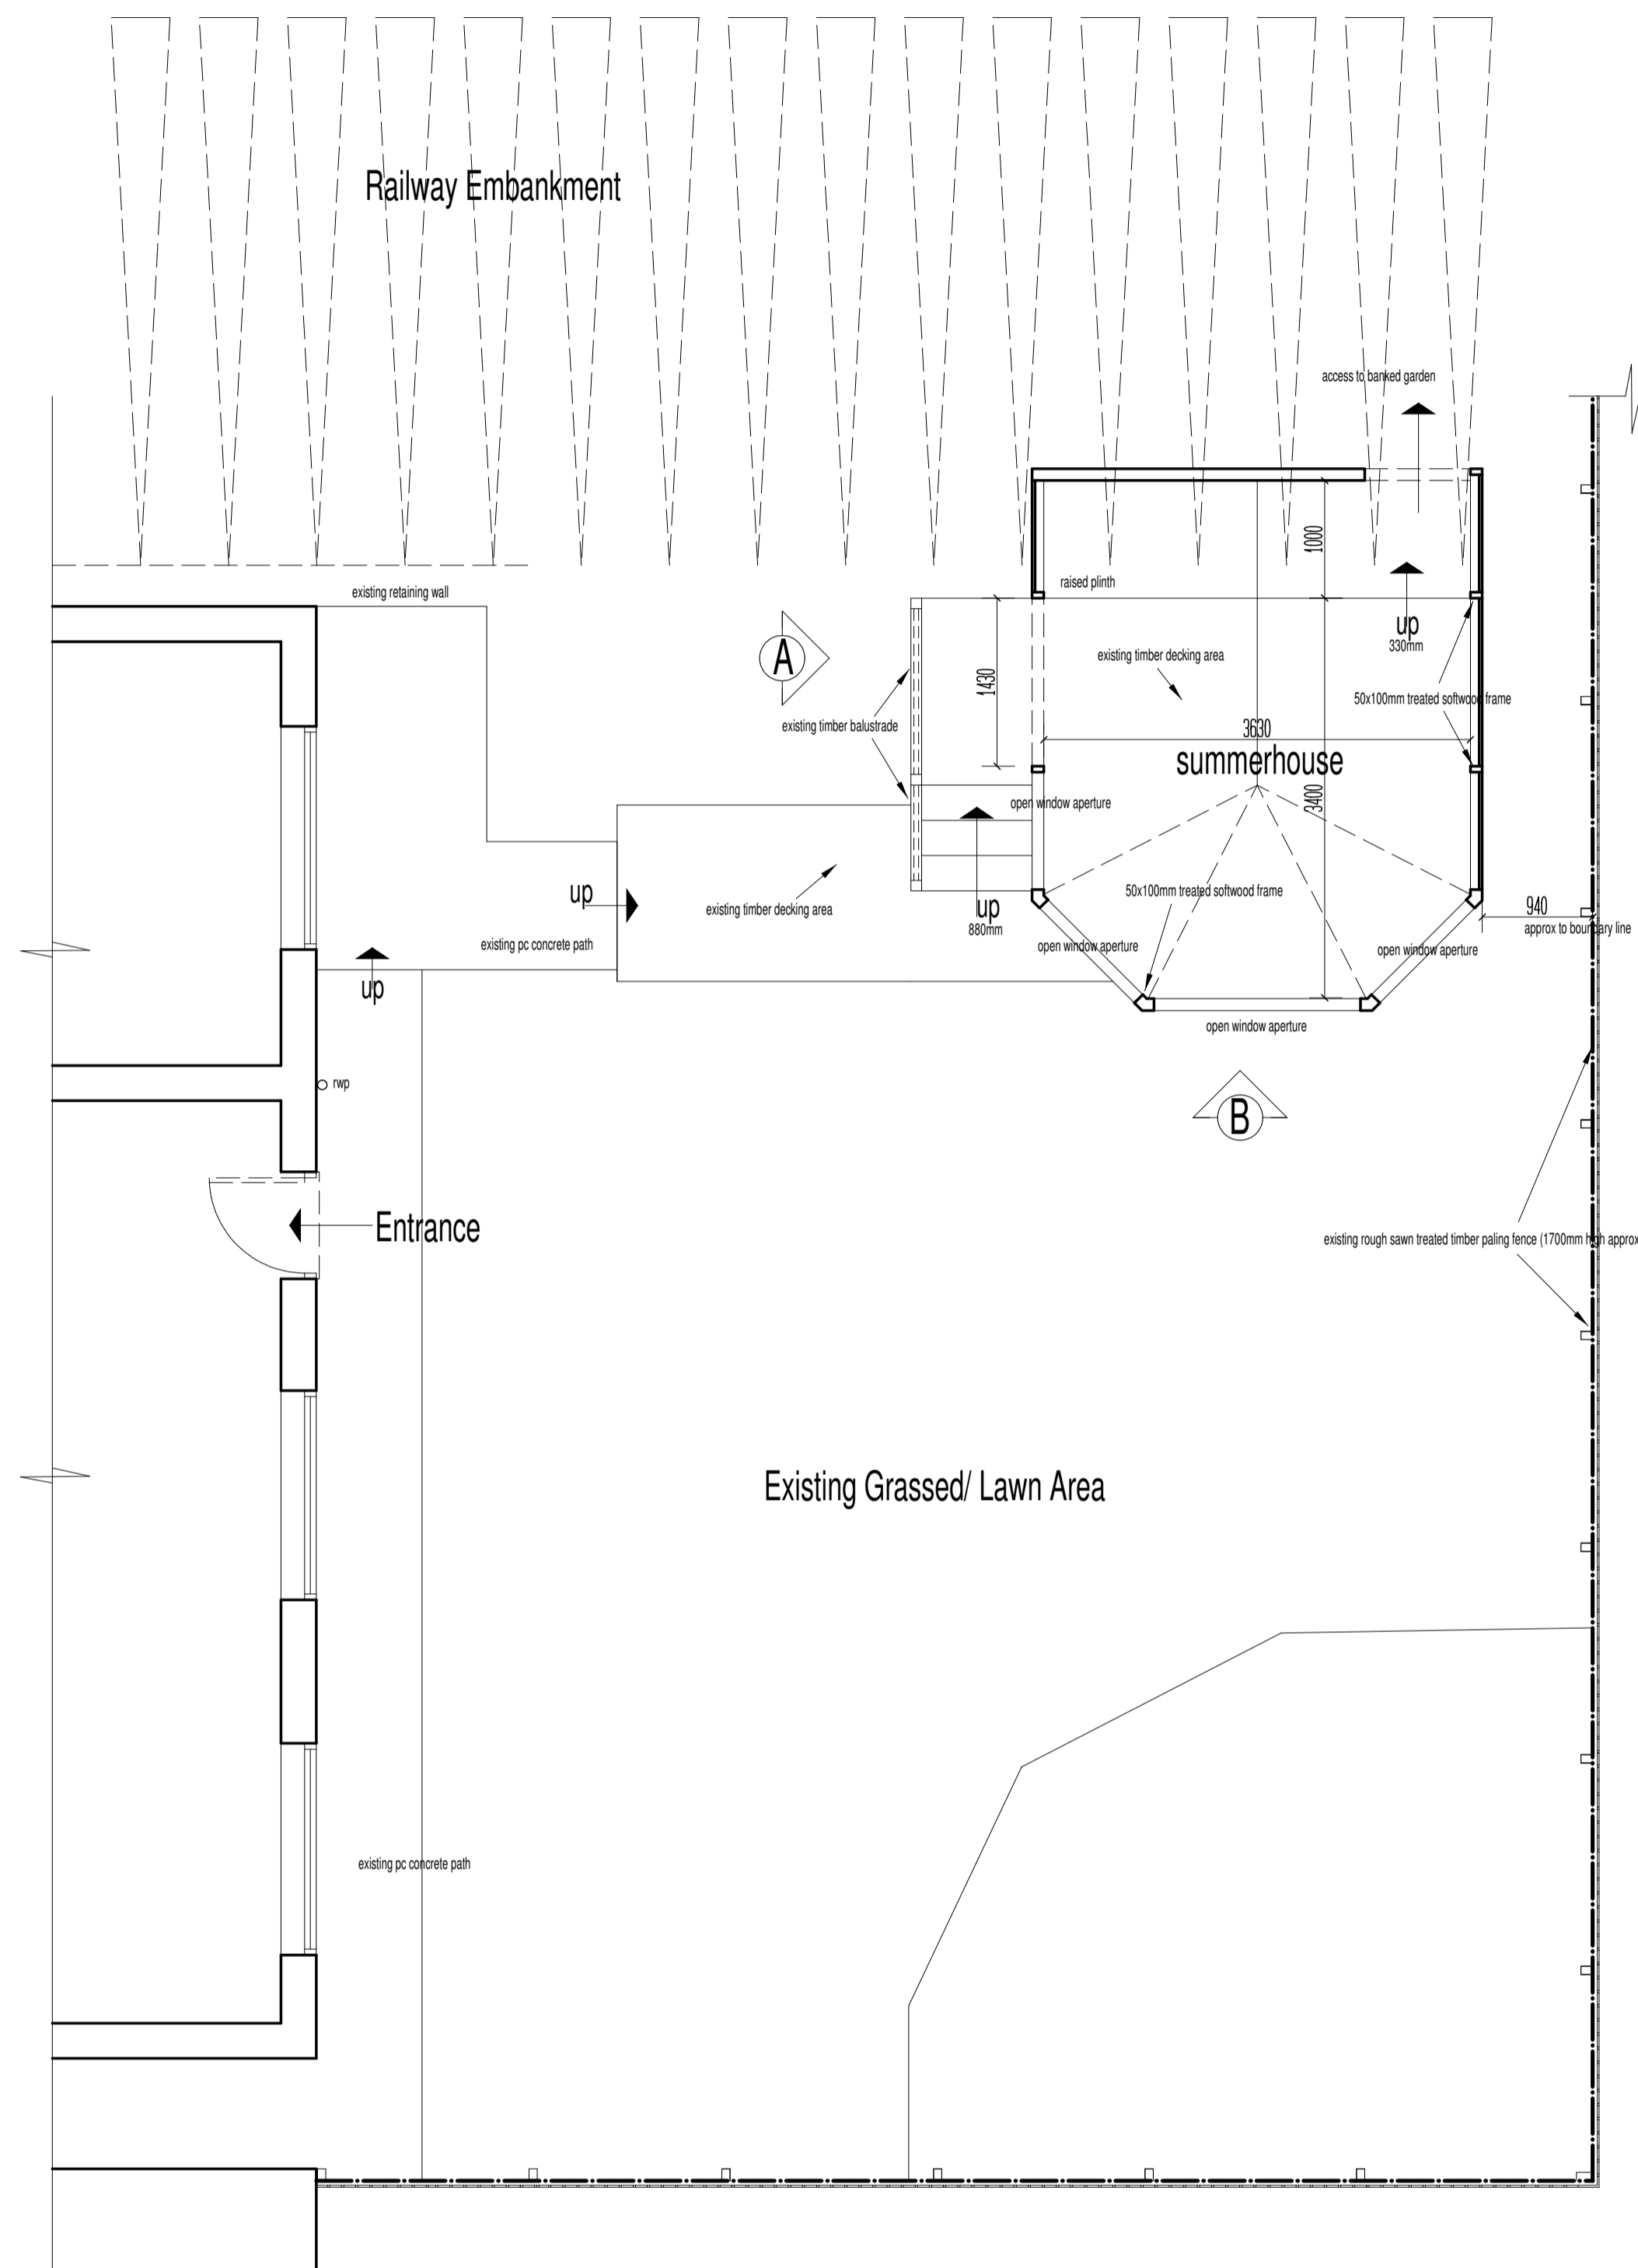 Railway Embankment
access to banked garden
1000
existing retaining wall
raised plinth
up
330mm
A
1430
existing timber decking area
50x100mm treated softwood frame
existing timber balustrade
3630
summerhouse
3400
open window aperture
up
existing timber decking area
50x100mm treated softwood frame
up
880mm
940
approx to boundary line
existing pc concrete path
open window aperture
open window aperture
up
open window aperture
rwp
B
Entrance
existing rough sawn treated timber paling fence (1700mm high approx
Existing Grassed/ Lawn Area
existing pc concrete path